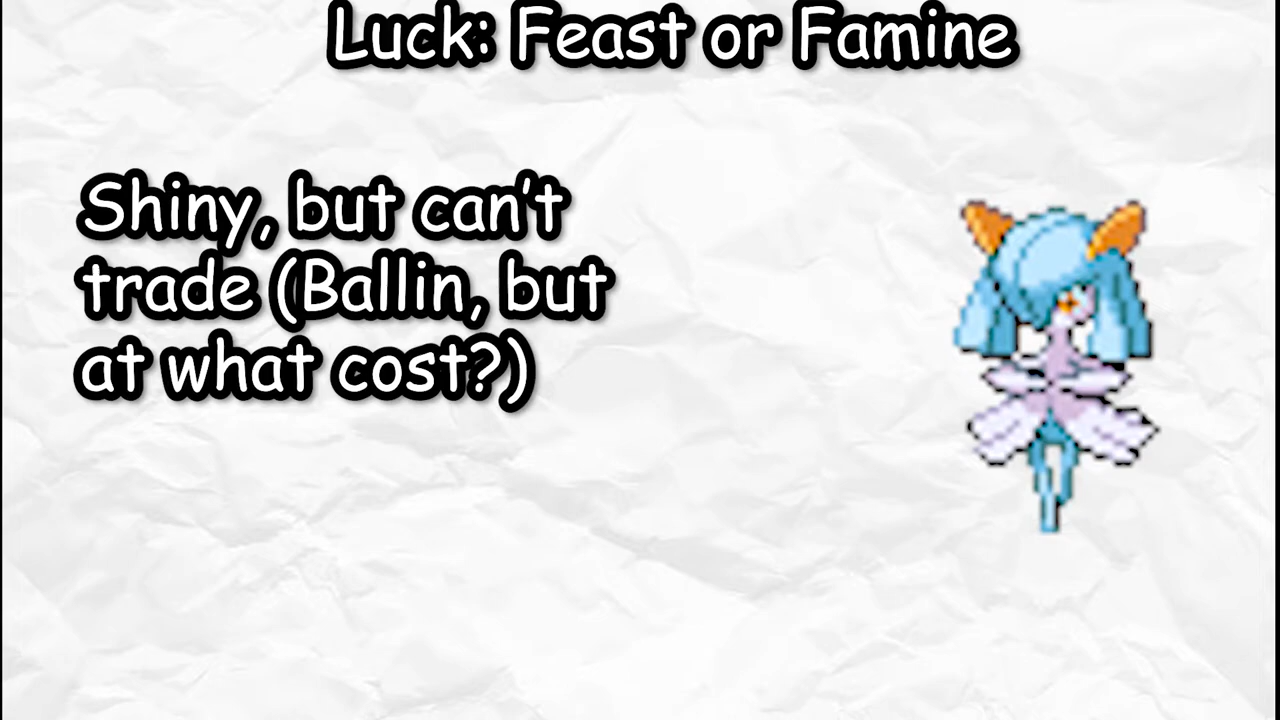 Luck: Feast or Famine
Shiny, but can't
trade (Ballin, but
at what cost?)